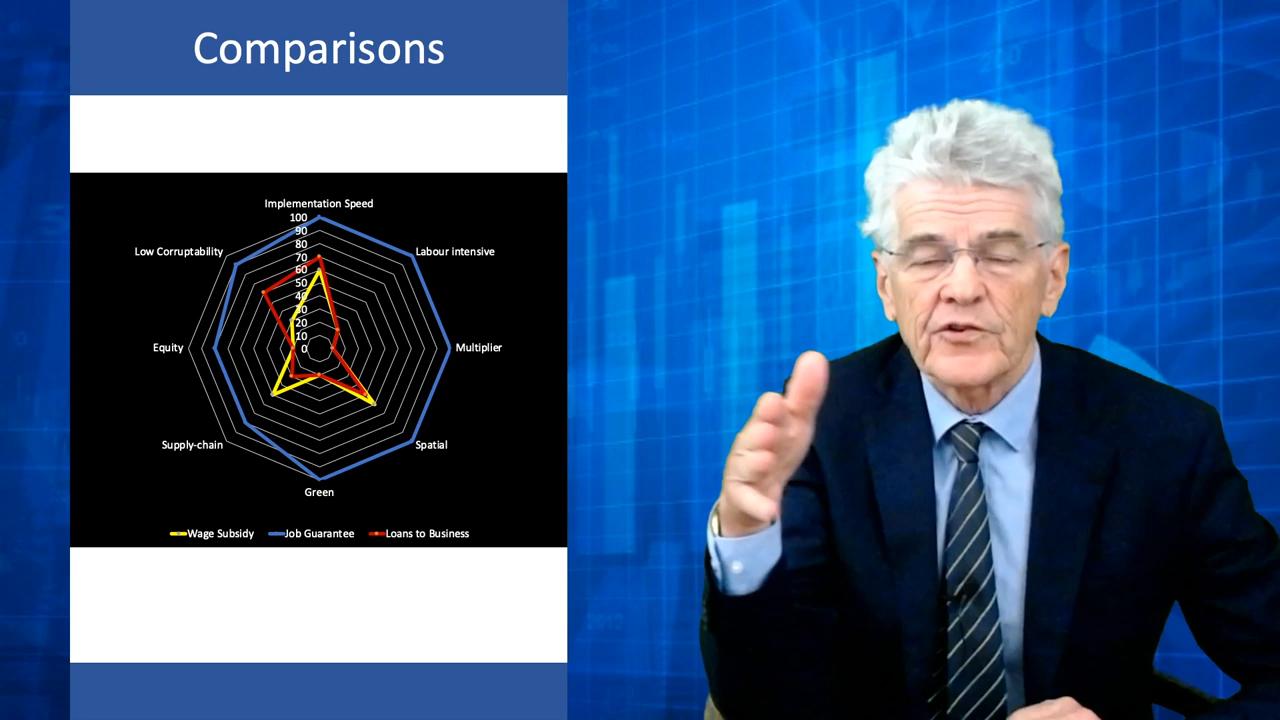 Comparisons
Implementation Speed
100
90
80
70
60
50
40
30
20
10
0
Low Corruptability
Labour intensive
Equity
Multiplier
Supply-chain
Spatial
Green
Wage Subsidy
Job Guarantee
Loans to Business